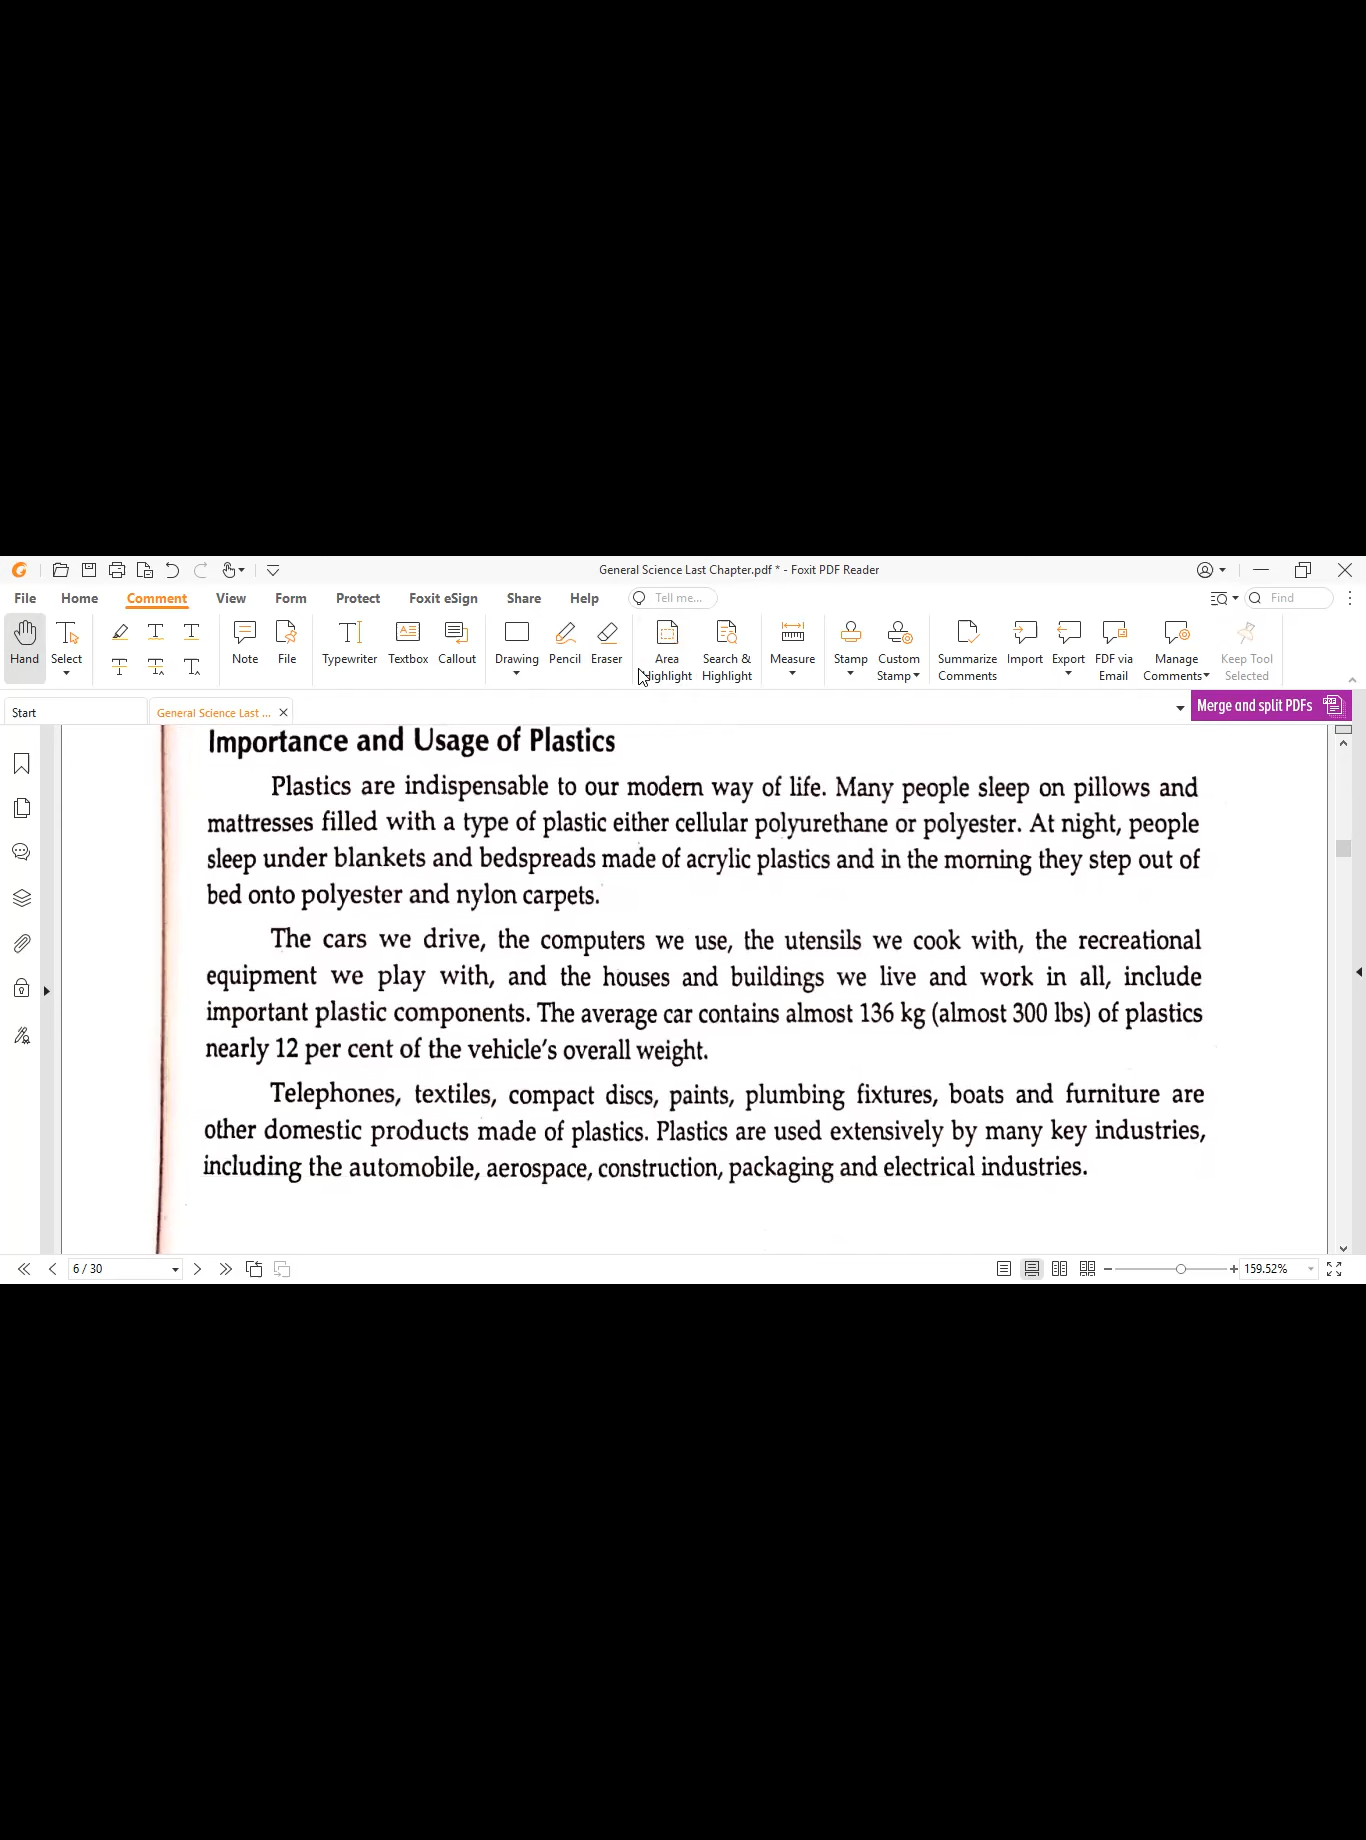 General Science Last Chapter.pdf * - Foxit PDF Reader
File Home Comment View Form Protect Foxit eSign Share Help Tell me... Find
Hand Select Note File Typewriter Textbox Callout Drawing Pencil Eraser Area Highlight Search & Highlight Measure Stamp Custom Stamp Summarize Comments Import Export FDF via Email Manage Comments Keep Tool Selected
Start General Science Last ... Merge and split PDFs
Importance and Usage of Plastics
Plastics are indispensable to our modern way of life. Many people sleep on pillows and
mattresses filled with a type of plastic either cellular polyurethane or polyester. At night, people
sleep under blankets and bedspreads made of acrylic plastics and in the morning they step out of
bed onto polyester and nylon carpets.
The cars we drive, the computers we use, the utensils we cook with, the recreational
equipment we play with, and the houses and buildings we live and work in all, include
important plastic components. The average car contains almost 136 kg (almost 300 lbs) of plastics
nearly 12 per cent of the vehicle's overall weight.
Telephones, textiles, compact discs, paints, plumbing fixtures, boats and furniture are
other domestic products made of plastics. Plastics are used extensively by many key industries,
including the automobile, aerospace, construction, packaging and electrical industries.
6 / 30 159.52%